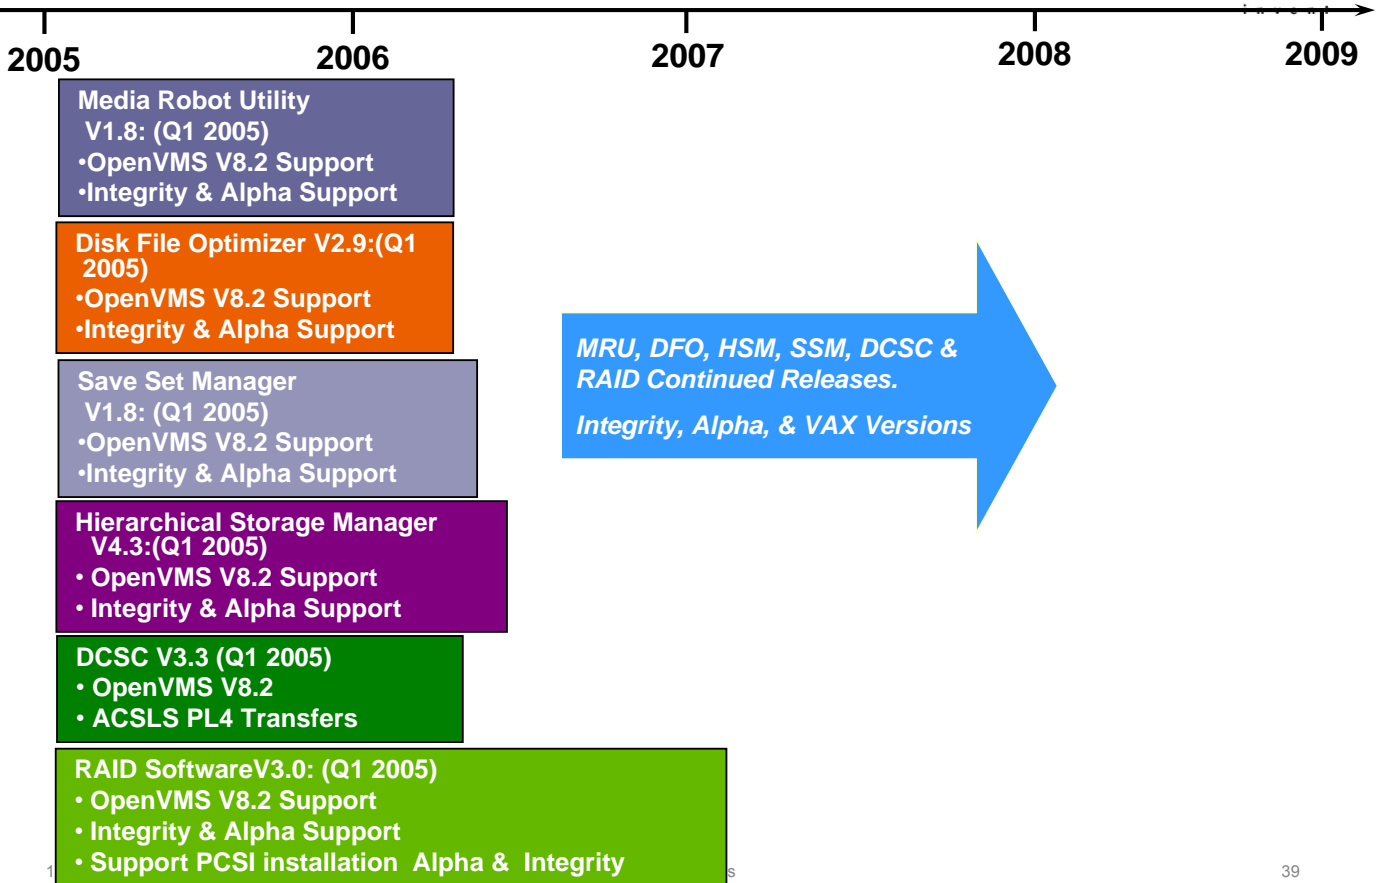 i n v e n t
2005 2006 2007 2008 2009
Media Robot Utility
V1.8: (Q1 2005)
•OpenVMS V8.2 Support
•Integrity & Alpha Support
Disk File Optimizer V2.9:(Q1
2005)
•OpenVMS V8.2 Support
•Integrity & Alpha Support
Save Set Manager
V1.8: (Q1 2005)
•OpenVMS V8.2 Support
•Integrity & Alpha Support
Hierarchical Storage Manager
V4.3:(Q1 2005)
• OpenVMS V8.2 Support
• Integrity & Alpha Support
DCSC V3.3 (Q1 2005)
• OpenVMS V8.2
• ACSLS PL4 Transfers
RAID SoftwareV3.0: (Q1 2005)
• OpenVMS V8.2 Support
• Integrity & Alpha Support
• Support PCSI installation Alpha & Integrity
MRU, DFO, HSM, SSM, DCSC &
RAID Continued Releases.
Integrity, Alpha, & VAX Versions
1 s 39